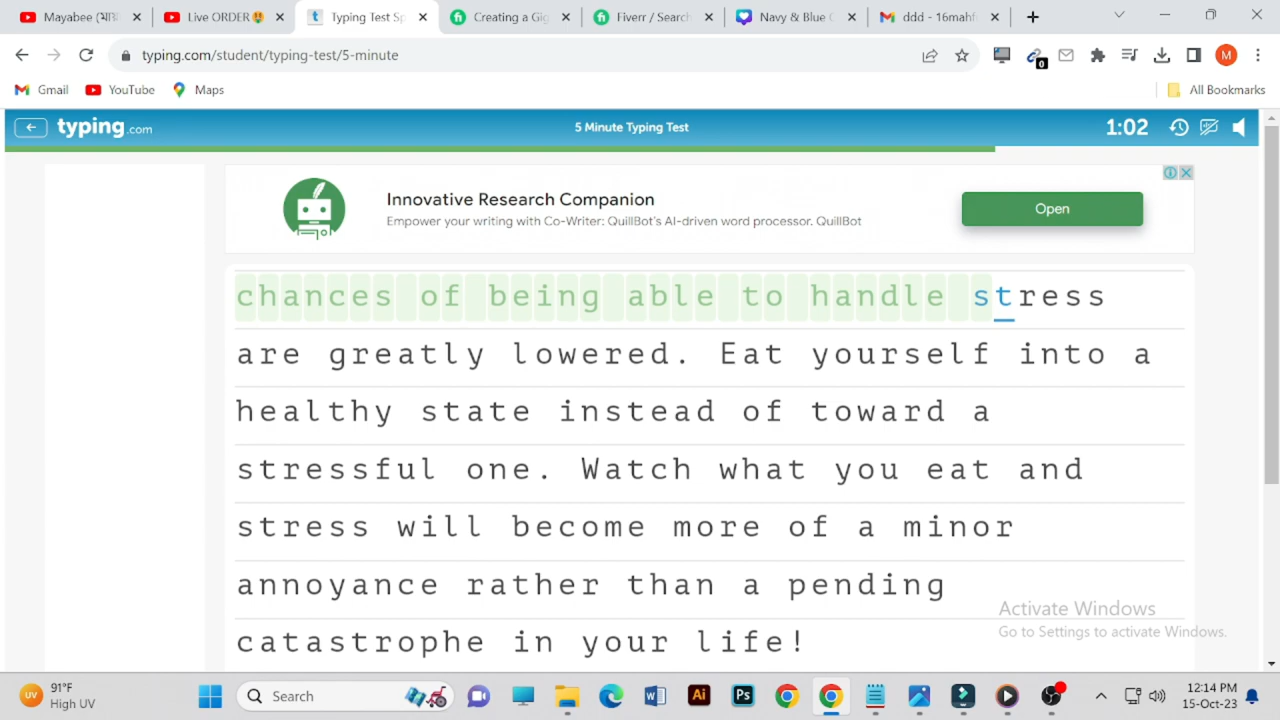 Mayabee (মায়
Live ORDER🤑
Typing Test Sp
Creating a Gig
Fiverr / Search
Navy & Blue C
ddd - 16mahf
typing.com/student/typing-test/5-minute
0
M
Gmail
YouTube
Maps
All Bookmarks
typing.com
5 Minute Typing Test
1:02
Innovative Research Companion
Empower your writing with Co-Writer: QuillBot's AI-driven word processor. QuillBot
Open
chances of being able to handle stress
are greatly lowered. Eat yourself into a
healthy state instead of toward a
stressful one. Watch what you eat and
stress will become more of a minor
annoyance rather than a pending
catastrophe in your life!
Activate Windows
Go to Settings to activate Windows.
UV
91°F
High UV
Search
Ai
Ps
12:14 PM
15-Oct-23